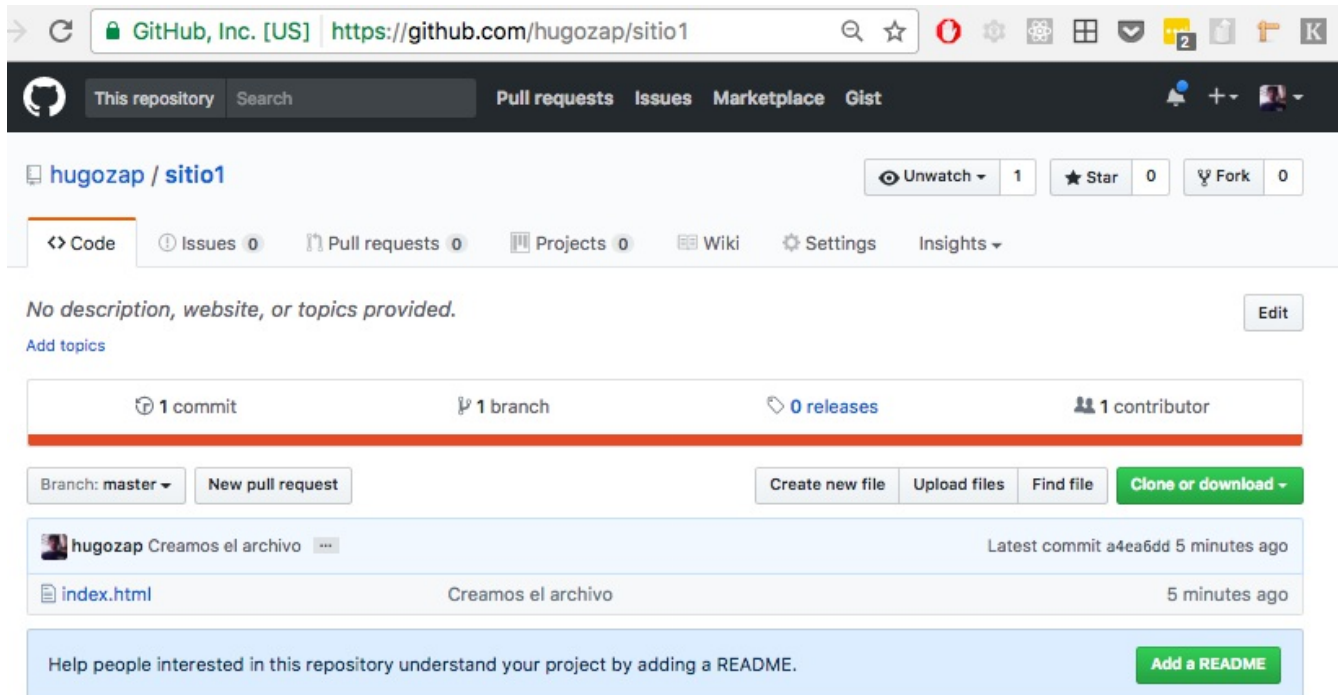 GitHub, Inc. [US] https://github.com/hugozap/sitio1
2
K
This repository Search Pull requests Issues Marketplace Gist
hugozap / sitio1 Unwatch 1 Star 0 Fork 0
<> Code Issues 0 Pull requests 0 Projects 0 Wiki Settings Insights
No description, website, or topics provided. Edit
Add topics
1 commit 1 branch 0 releases 1 contributor
Branch: master New pull request Create new file Upload files Find file Clone or download
hugozap Creamos el archivo ... Latest commit a4ea6dd 5 minutes ago
index.html Creamos el archivo 5 minutes ago
Help people interested in this repository understand your project by adding a README. Add a README